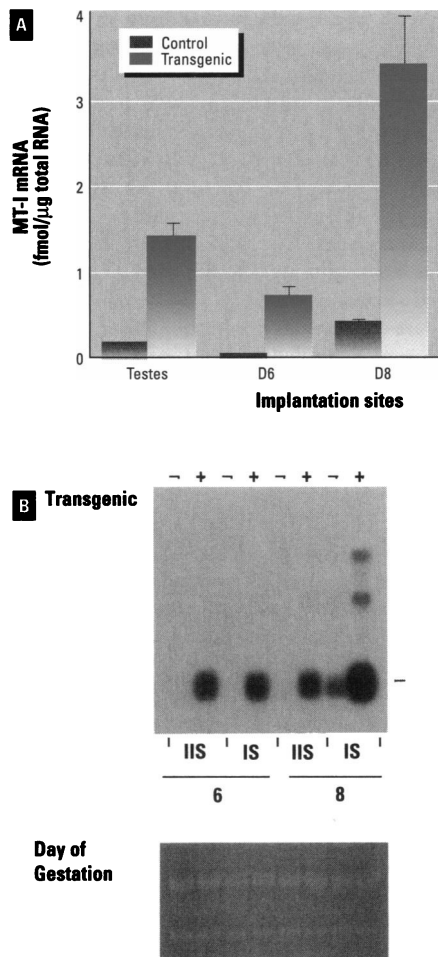 A
4
3
2
1
0
MT-I mRNA
(fmol/μg total RNA)
Control
Transgenic
Testes D6 D8
Implantation sites
B Transgenic
- + - + - + - +
IIS IS IIS IS
6 8
Day of
Gestation